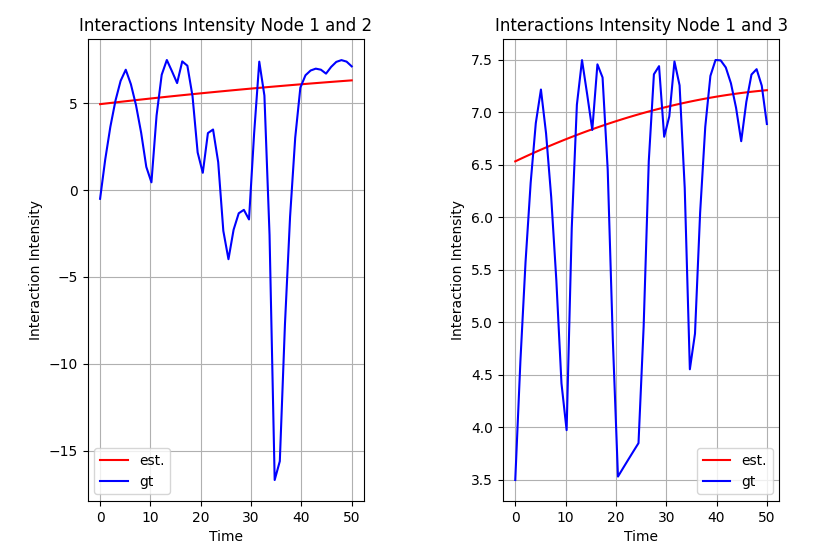 Interactions Intensity Node 1 and 2
Interaction Intensity
5
0
−5
−10
−15
0 10 20 30 40 50
Time
est.
gt
Interactions Intensity Node 1 and 3
Interaction Intensity
7.5
7.0
6.5
6.0
5.5
5.0
4.5
4.0
3.5
0 10 20 30 40 50
Time
est.
gt